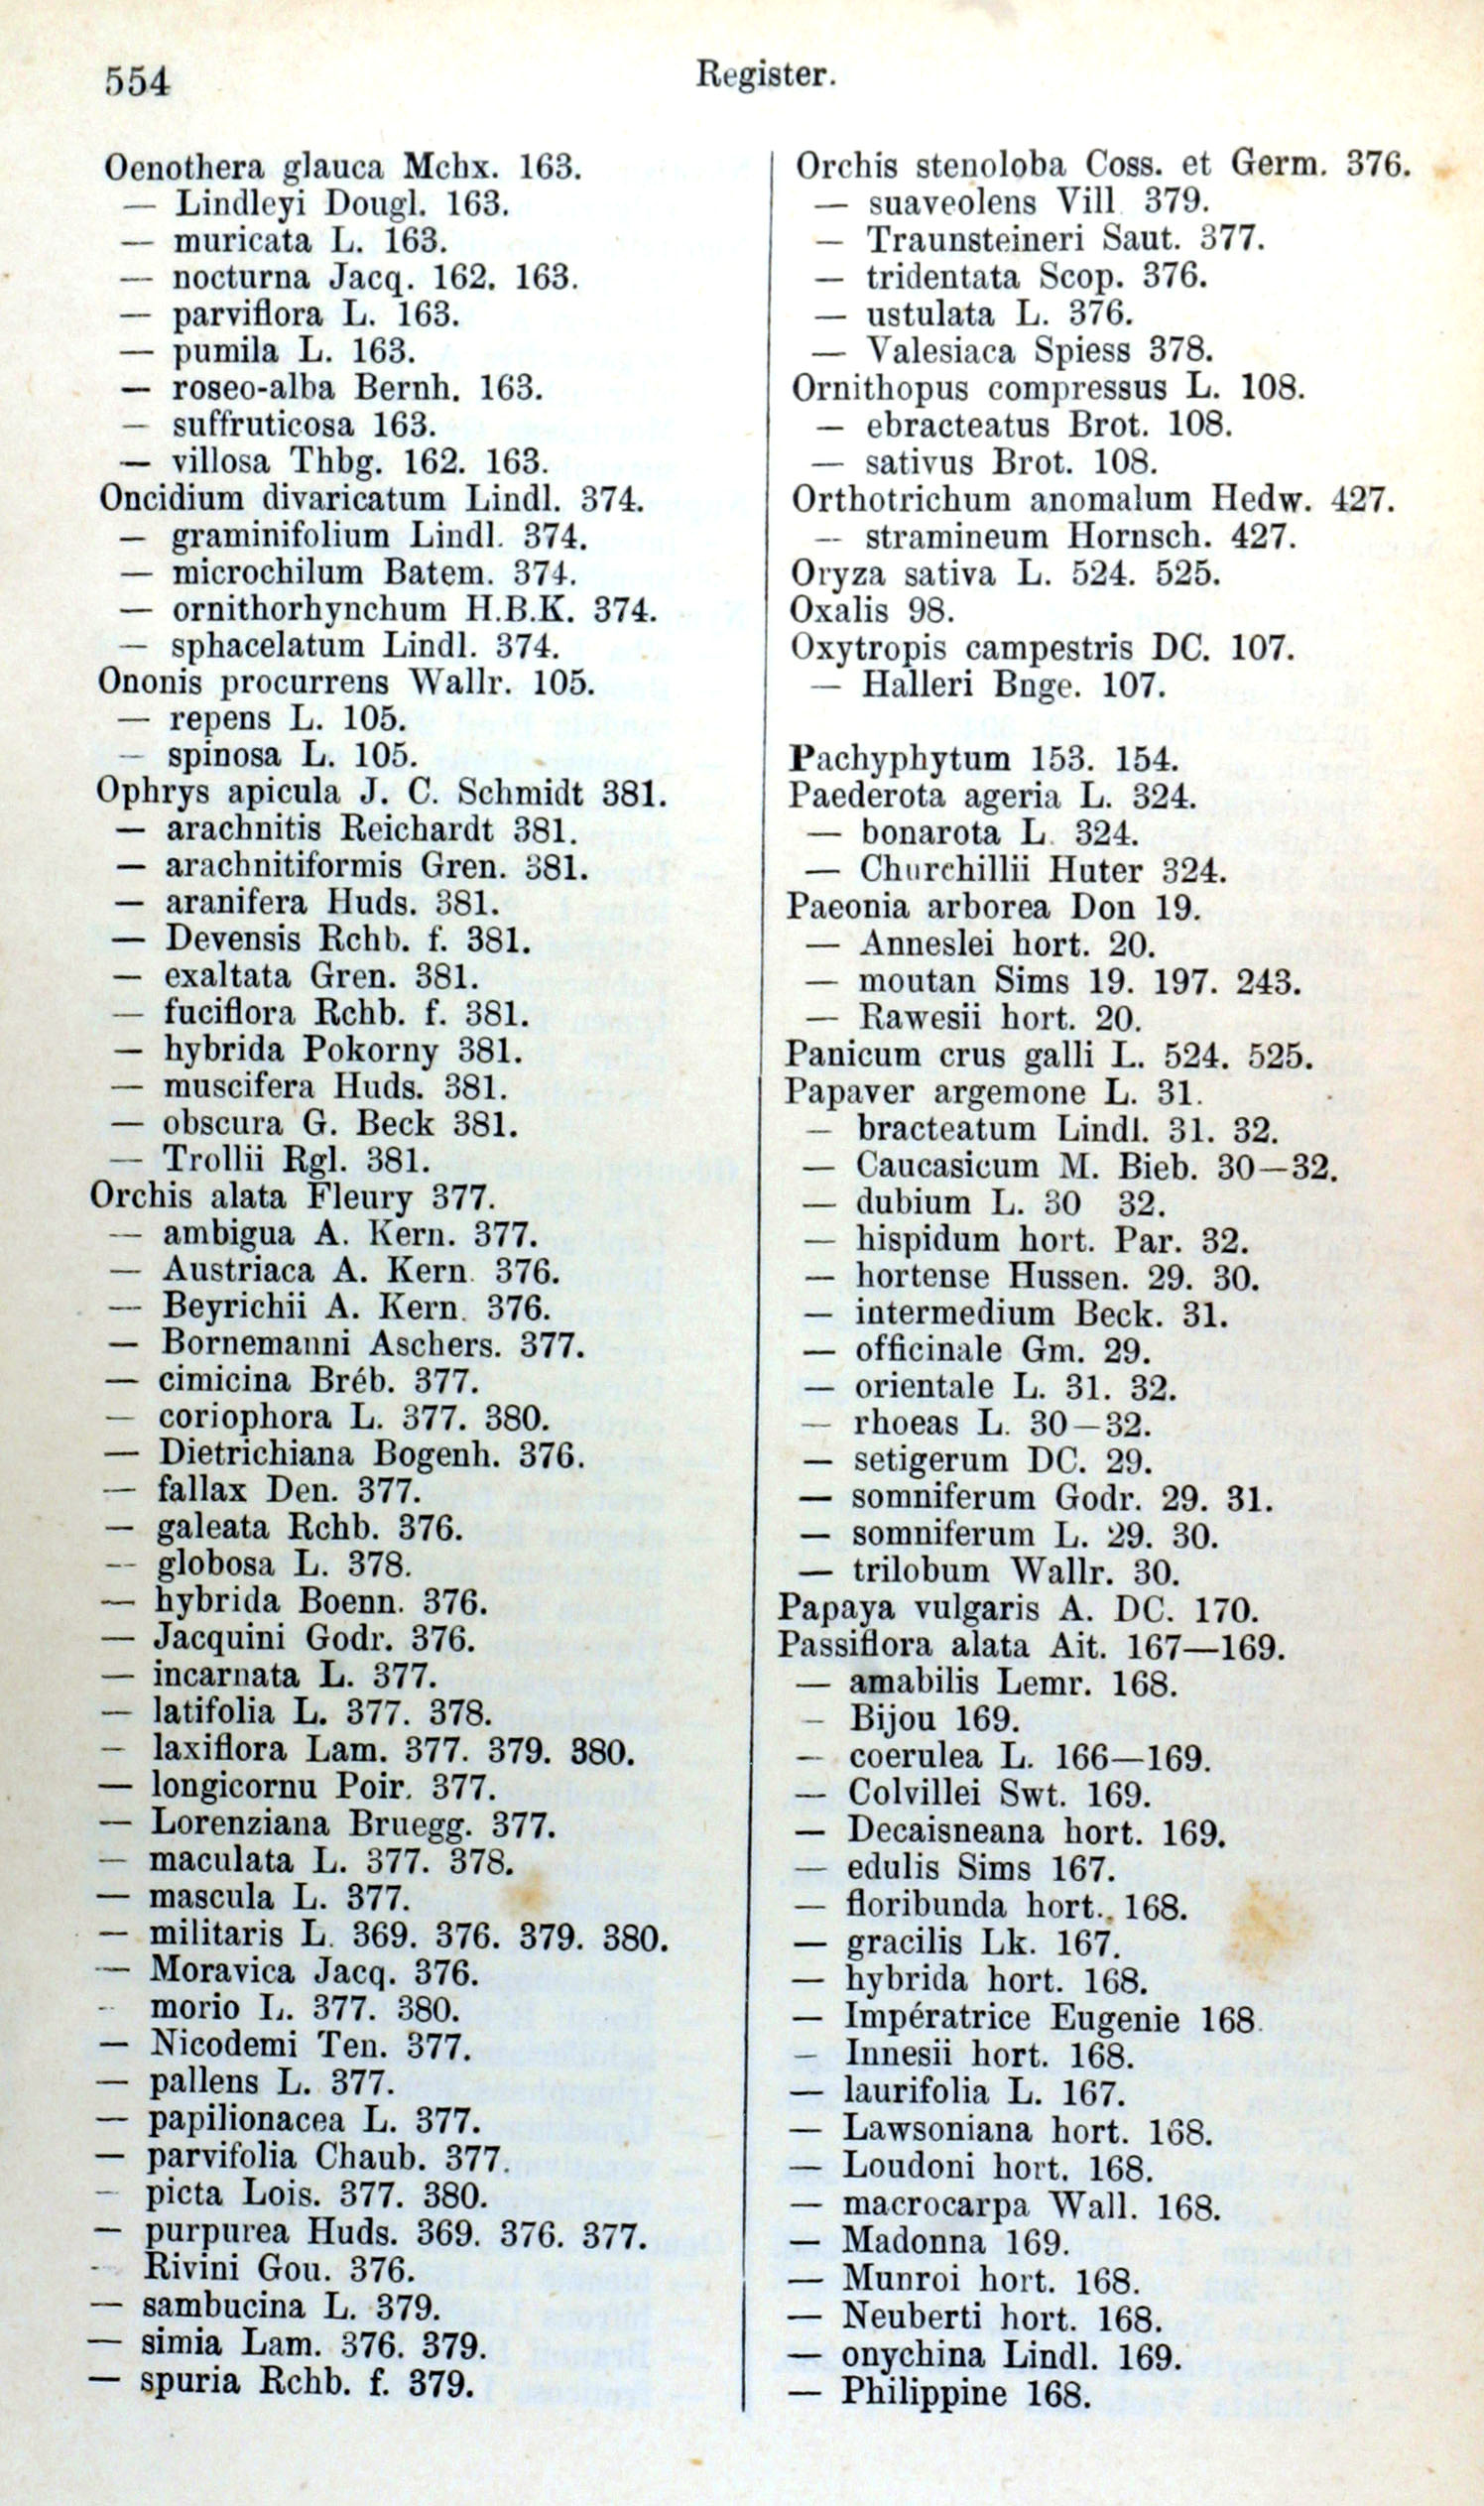 554
Register.
Oenothera glauca Mchx. 163.
— Lindleyi Dougl. 163.
— muricata L. 163.
— nocturna Jacq. 162. 163.
— parviflora L. 163.
— pumila L. 163.
— roseo-alba Bernh. 163.
— suffruticosa 163.
— villosa Thbg. 162. 163.
Oncidium divaricatum Lindl. 374.
— graminifolium Lindl. 374.
— microchilum Batem. 374.
— ornithorhynchum H.B.K. 374.
— sphacelatum Lindl. 374.
Ononis procurrens Wallr. 105.
— repens L. 105.
— spinosa L. 105.
Ophrys apicula J. C. Schmidt 381.
— arachnitis Reichardt 381.
— arachnitiformis Gren. 381.
— aranifera Huds. 381.
— Devensis Rchb. f. 381.
— exaltata Gren. 381.
— fuciflora Rchb. f. 381.
— hybrida Pokorny 381.
— muscifera Huds. 381.
— obscura G. Beck 381.
— Trollii Rgl. 381.
Orchis alata Fleury 377.
— ambigua A. Kern. 377.
— Austriaca A. Kern. 376.
— Beyrichii A. Kern. 376.
— Bornemanni Aschers. 377.
— cimicina Bréb. 377.
— coriophora L. 377. 380.
— Dietrichiana Bogenh. 376.
— fallax Den. 377.
— galeata Rchb. 376.
— globosa L. 378.
— hybrida Boenn. 376.
— Jacquini Godr. 376.
— incarnata L. 377.
— latifolia L. 377. 378.
— laxiflora Lam. 377. 379. 380.
— longicornu Poir. 377.
— Lorenziana Bruegg. 377.
— maculata L. 377. 378.
— mascula L. 377.
— militaris L. 369. 376. 379. 380.
— Moravica Jacq. 376.
— morio L. 377. 380.
— Nicodemi Ten. 377.
— pallens L. 377.
— papilionacea L. 377.
— parvifolia Chaub. 377.
— picta Lois. 377. 380.
— purpurea Huds. 369. 376. 377.
— Rivini Gou. 376.
— sambucina L. 379.
— simia Lam. 376. 379.
— spuria Rchb. f. 379.
Orchis stenoloba Coss. et Germ. 376.
— suaveolens Vill 379.
— Traunsteineri Saut. 377.
— tridentata Scop. 376.
— ustulata L. 376.
— Valesiaca Spiess 378.
Ornithopus compressus L. 108.
— ebracteatus Brot. 108.
— sativus Brot. 108.
Orthotrichum anomalum Hedw. 427.
— stramineum Hornsch. 427.
Oryza sativa L. 524. 525.
Oxalis 98.
Oxytropis campestris DC. 107.
— Halleri Bnge. 107.
Pachyphytum 153. 154.
Paederota ageria L. 324.
— bonarota L. 324.
— Churchillii Huter 324.
Paeonia arborea Don 19.
— Anneslei hort. 20.
— moutan Sims 19. 197. 243.
— Rawesii hort. 20.
Panicum crus galli L. 524. 525.
Papaver argemone L. 31.
— bracteatum Lindl. 31. 32.
— Caucasicum M. Bieb. 30—32.
— dubium L. 30 32.
— hispidum hort. Par. 32.
— hortense Hussen. 29. 30.
— intermedium Beck. 31.
— officinale Gm. 29.
— orientale L. 31. 32.
— rhoeas L. 30—32.
— setigerum DC. 29.
— somniferum Godr. 29. 31.
— somniferum L. 29. 30.
— trilobum Wallr. 30.
Papaya vulgaris A. DC. 170.
Passiflora alata Ait. 167—169.
— amabilis Lemr. 168.
— Bijou 169.
— coerulea L. 166—169.
— Colvillei Swt. 169.
— Decaisneana hort. 169.
— edulis Sims 167.
— floribunda hort. 168.
— gracilis Lk. 167.
— hybrida hort. 168.
— Impératrice Eugenie 168.
— Innesii hort. 168.
— laurifolia L. 167.
— Lawsoniana hort. 168.
— Loudoni hort. 168.
— macrocarpa Wall. 168.
— Madonna 169.
— Munroi hort. 168.
— Neuberti hort. 168.
— onychina Lindl. 169.
— Philippine 168.